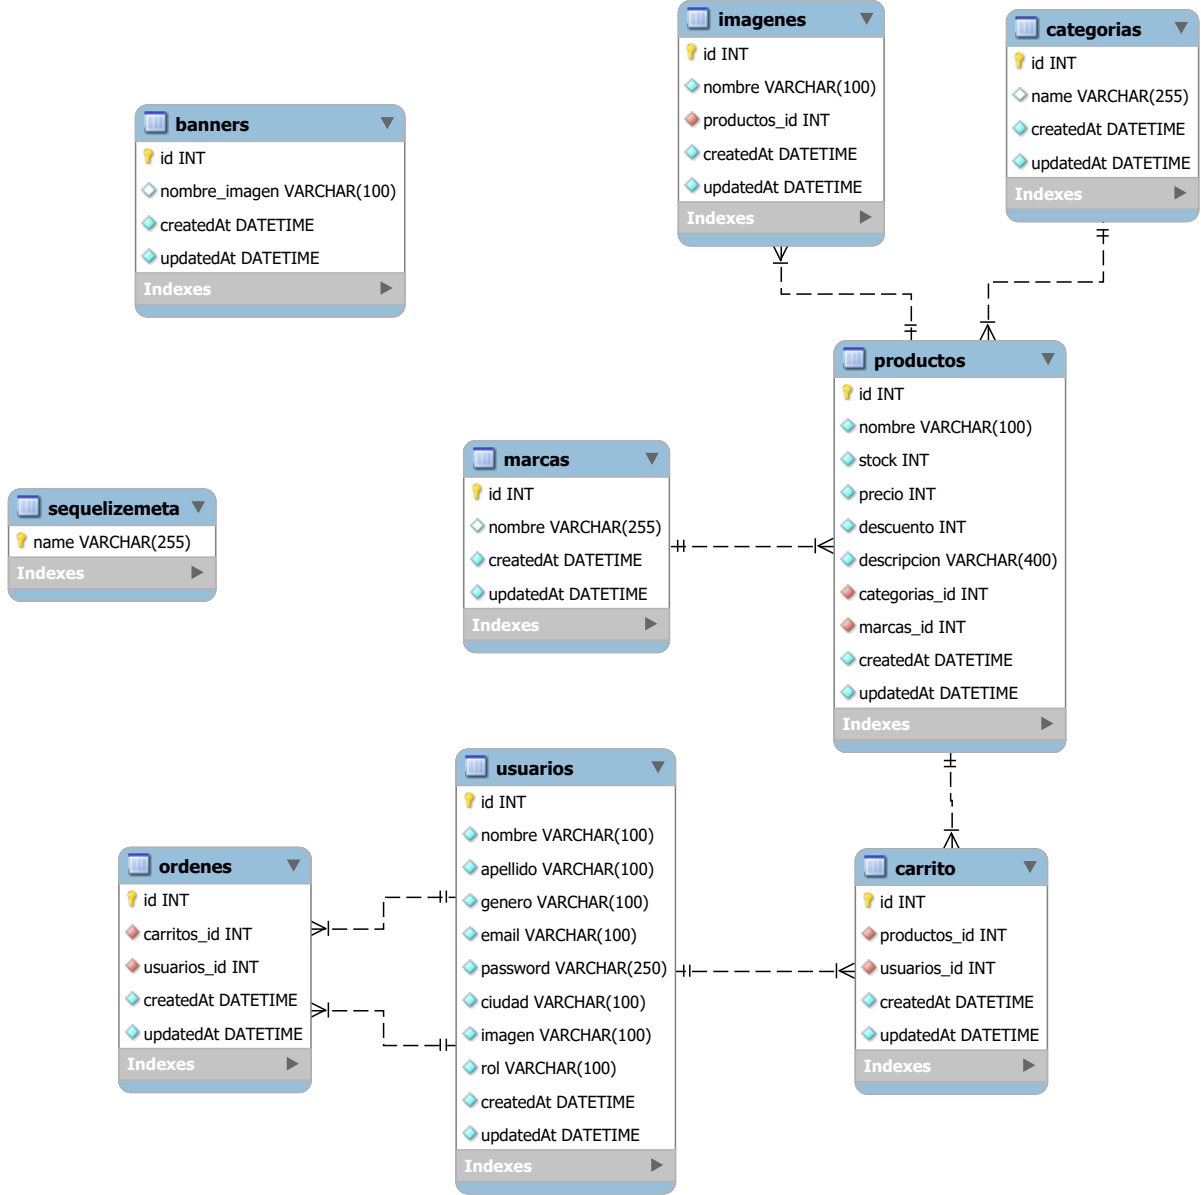 imagenes
id INT
nombre VARCHAR(100)
productos_id INT
createdAt DATETIME
updatedAt DATETIME
Indexes
categorias
id INT
name VARCHAR(255)
createdAt DATETIME
updatedAt DATETIME
Indexes
banners
id INT
nombre_imagen VARCHAR(100)
createdAt DATETIME
updatedAt DATETIME
Indexes
productos
id INT
nombre VARCHAR(100)
stock INT
precio INT
descuento INT
descripcion VARCHAR(400)
categorias_id INT
marcas_id INT
createdAt DATETIME
updatedAt DATETIME
Indexes
marcas
id INT
nombre VARCHAR(255)
createdAt DATETIME
updatedAt DATETIME
Indexes
sequelizemeta
name VARCHAR(255)
Indexes
usuarios
id INT
nombre VARCHAR(100)
apellido VARCHAR(100)
genero VARCHAR(100)
email VARCHAR(100)
password VARCHAR(250)
ciudad VARCHAR(100)
imagen VARCHAR(100)
rol VARCHAR(100)
createdAt DATETIME
updatedAt DATETIME
Indexes
ordenes
id INT
carritos_id INT
usuarios_id INT
createdAt DATETIME
updatedAt DATETIME
Indexes
carrito
id INT
productos_id INT
usuarios_id INT
createdAt DATETIME
updatedAt DATETIME
Indexes